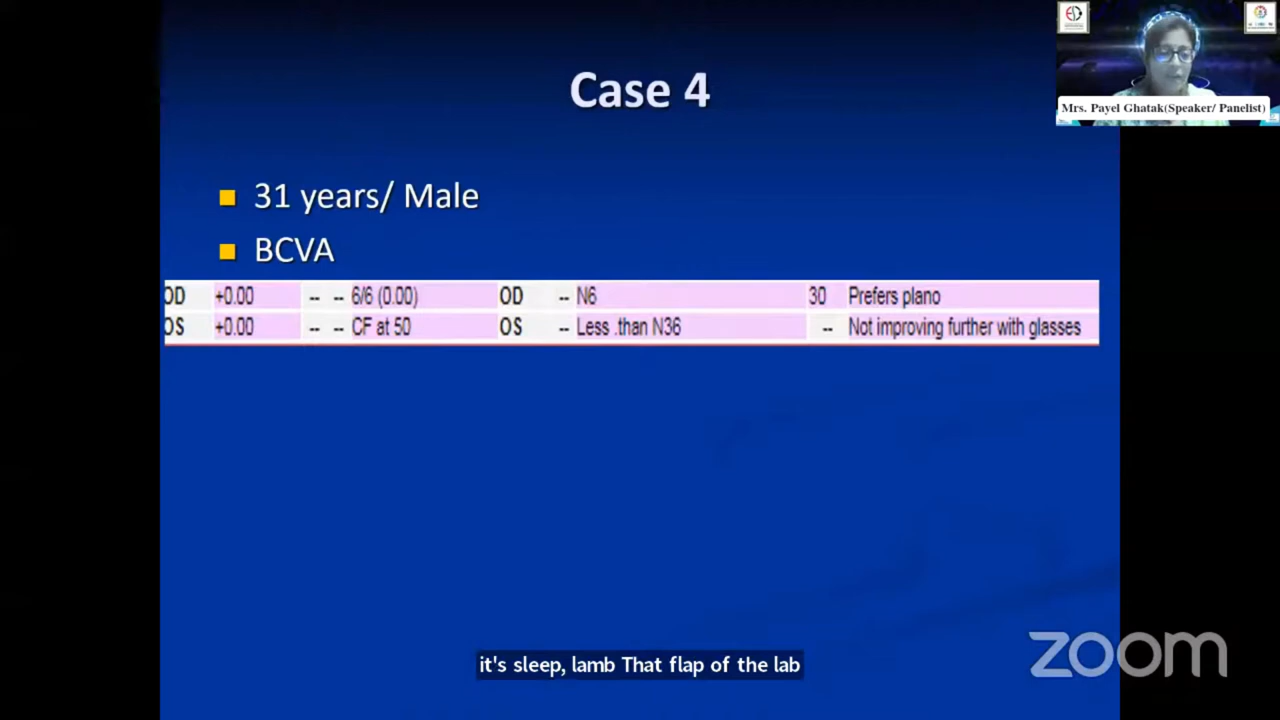 Case 4
Mrs. Payel Ghatak(Speaker/ Panelist)
31 years/ Male
BCVA
OD +0.00 -- -- 6/6 (0.00) OD -- N6 30 Prefers plano
OS +0.00 -- -- CF at 50 OS -- Less .than N36 -- Not improving further with glasses
it's sleep, lamb That flap of the lab
zoom